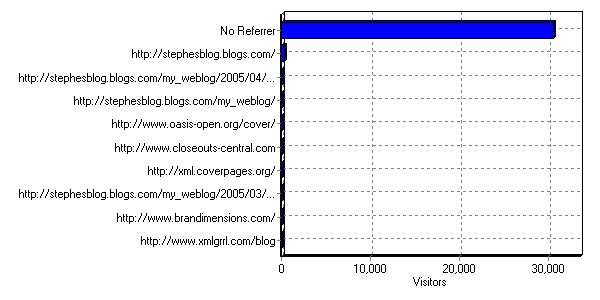 No Referrer
http://stephesblog.blogs.com/
http://stephesblog.blogs.com/my_weblog/2005/04/...
http://stephesblog.blogs.com/my_weblog/
http://www.oasis-open.org/cover/
http://www.closeouts-central.com
http://xml.coverpages.org/
http://stephesblog.blogs.com/my_weblog/2005/03/...
http://www.brandimensions.com/
http://www.xmlgrrl.com/blog
0 10,000 20,000 30,000
Visitors